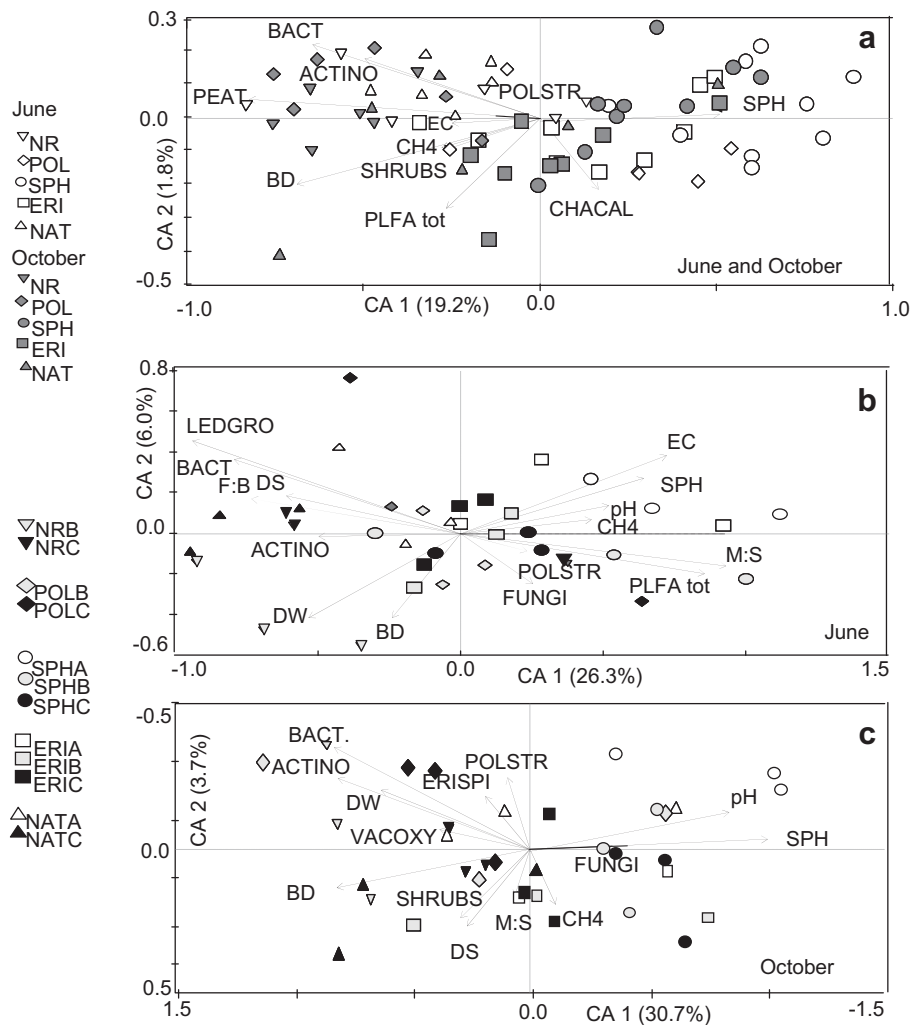 June
NR
POL
SPH
ERI
NAT
October
NR
POL
SPH
ERI
NAT
0.3
0.0
-0.5
CA 2 (1.8%)
a
BACT
ACTINO
PEAT
POLSTR
SPH
EC
CH4
SHRUBS
BD
PLFA tot
CHACAL
June and October
-1.0
CA 1 (19.2%)
0.0
1.0
NRB
NRC
POLB
POLC
SPHA
SPHB
SPHC
ERIA
ERIB
ERIC
NATA
NATC
0.8
0.0
-0.6
CA 2 (6.0%)
b
LEDGRO
BACT
F:B
DS
ACTINO
EC
SPH
pH
CH4
M:S
POLSTR
PLFA tot
FUNGI
DW
BD
June
-1.0
0.0
CA 1 (26.3%)
1.5
-0.5
0.0
0.5
CA 2 (3.7%)
c
BACT.
ACTINO
POLSTR
ERISPI
DW
pH
VACOXY
SPH
FUNGI
BD
SHRUBS
M:S
CH4
DS
October
1.5
0.0
CA 1 (30.7%)
-1.5